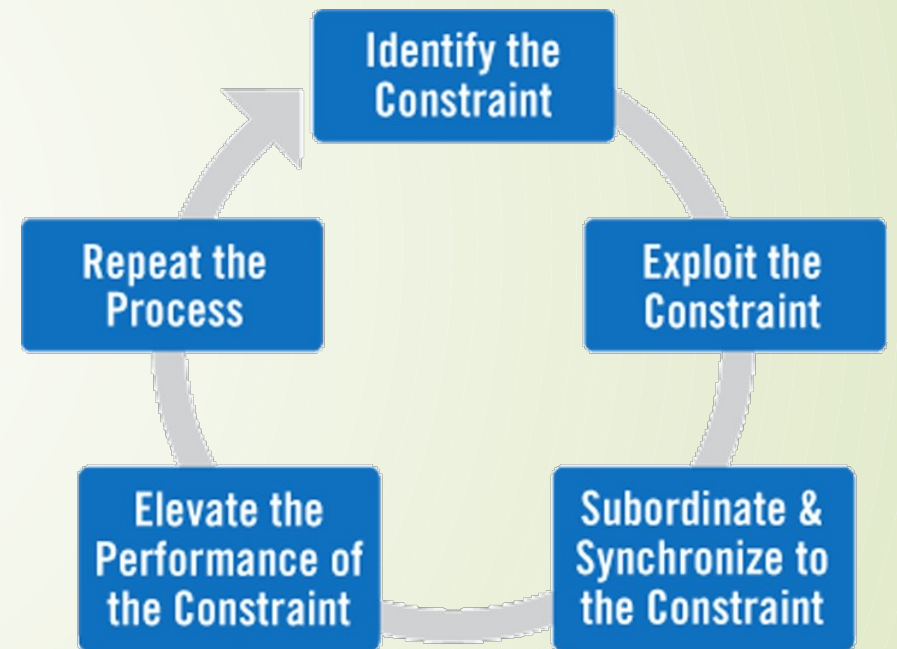 Identify the
Constraint
Exploit the
Constraint
Subordinate &
Synchronize to
the Constraint
Elevate the
Performance of
the Constraint
Repeat the
Process